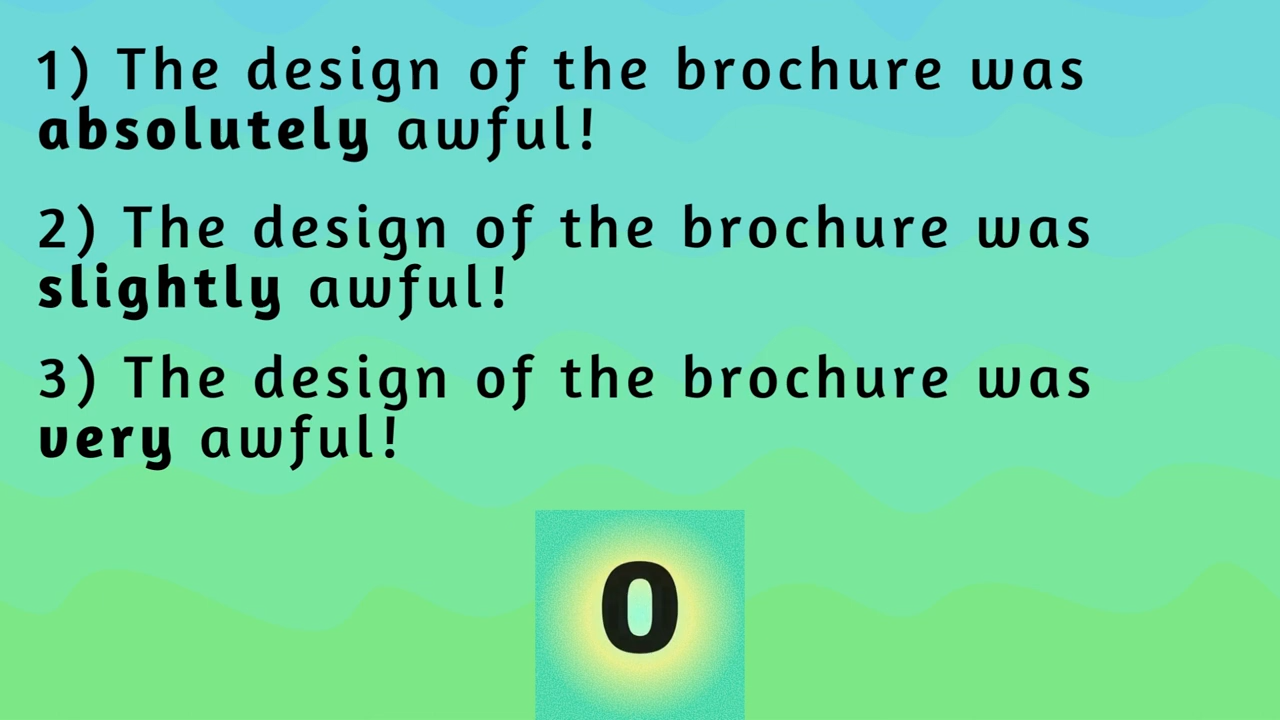 1) The design of the brochure was
absolutely awful!
2) The design of the brochure was
slightly awful!
3) The design of the brochure was
very awful!
0